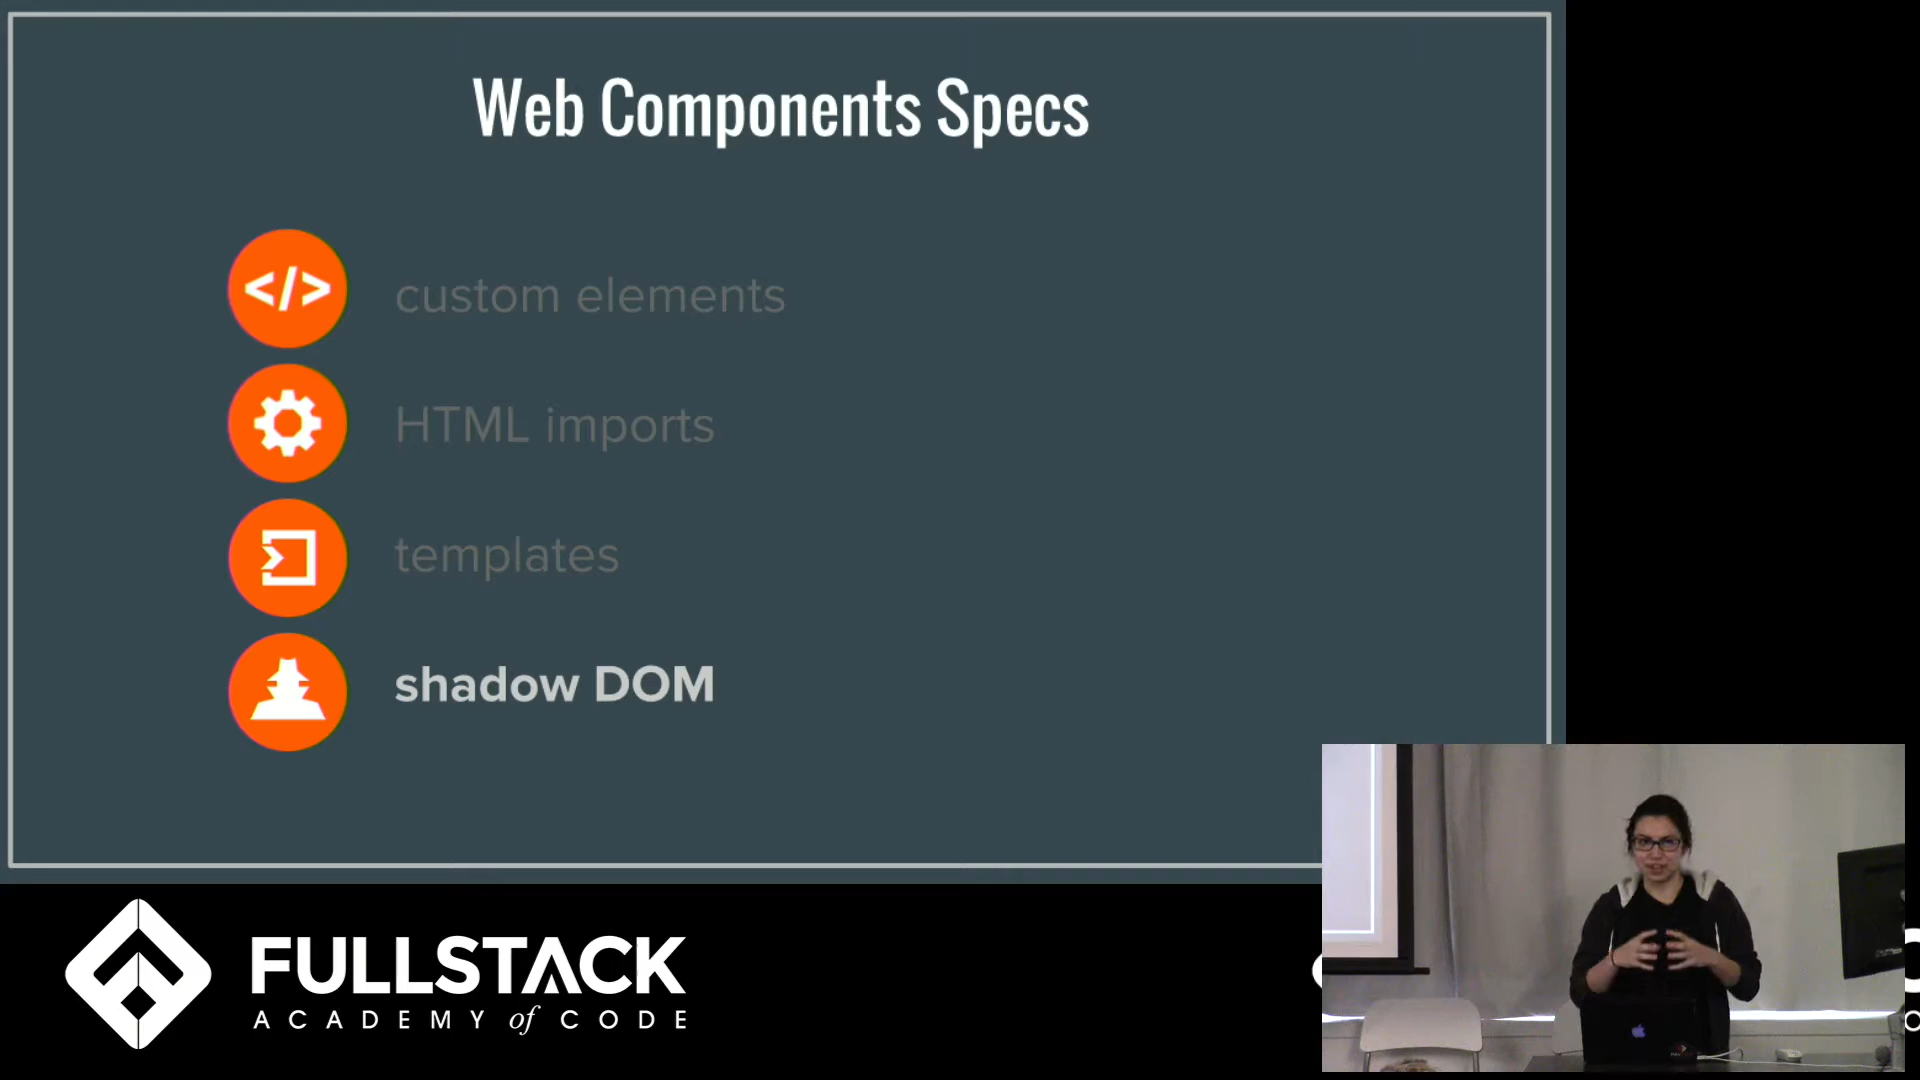 Web Components Specs
</>
custom elements
HTML imports
templates
shadow DOM
FULLSTACK
ACADEMY of CODE